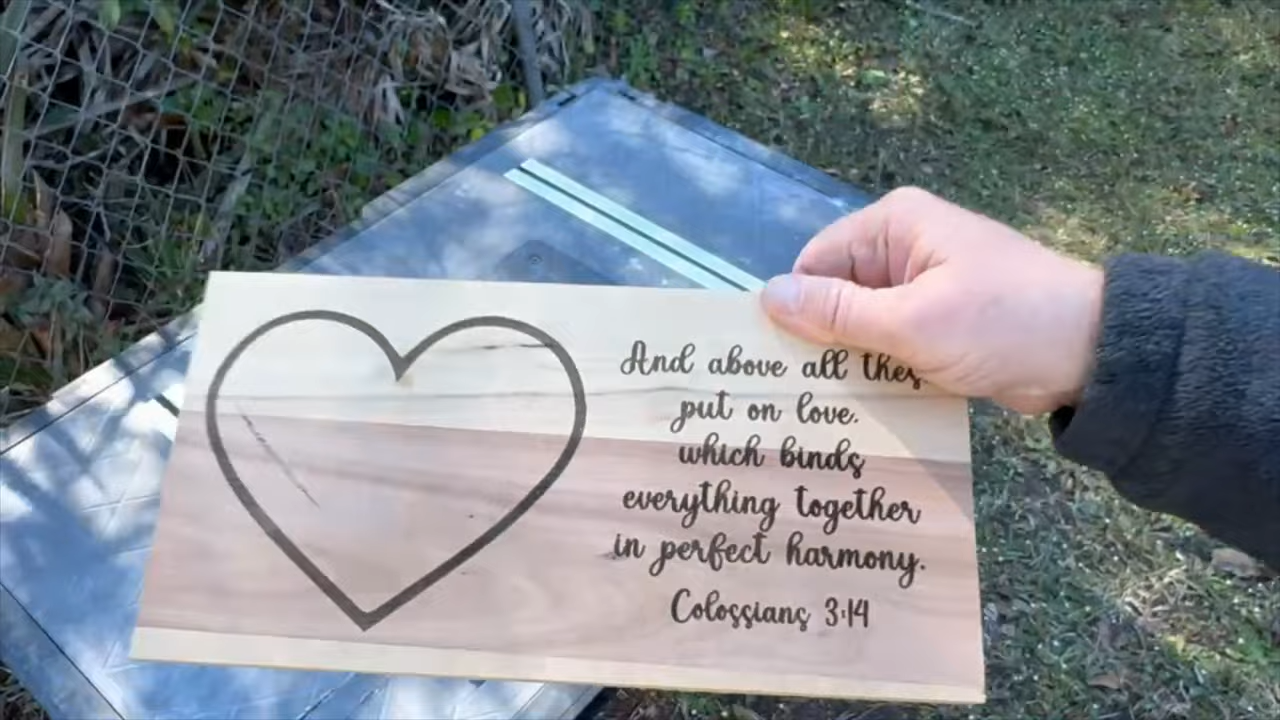 And above all
put on love.
which binds
everything together
in perfect harmony.
Colossians 3:14